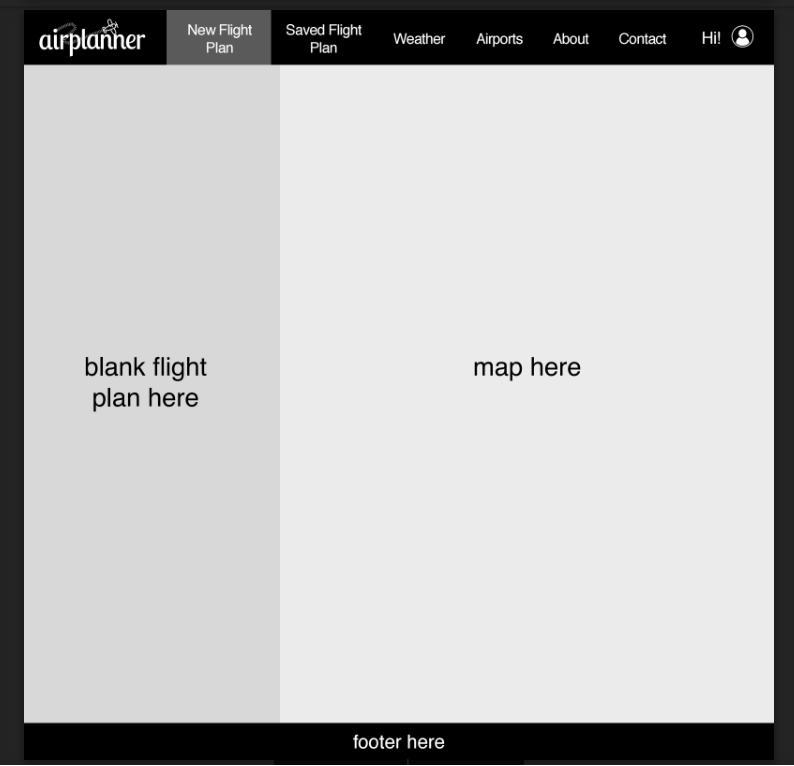 airplanner
New Flight
Plan
Saved Flight
Plan
Weather
Airports
About
Contact
Hi!
blank flight
plan here
map here
footer here